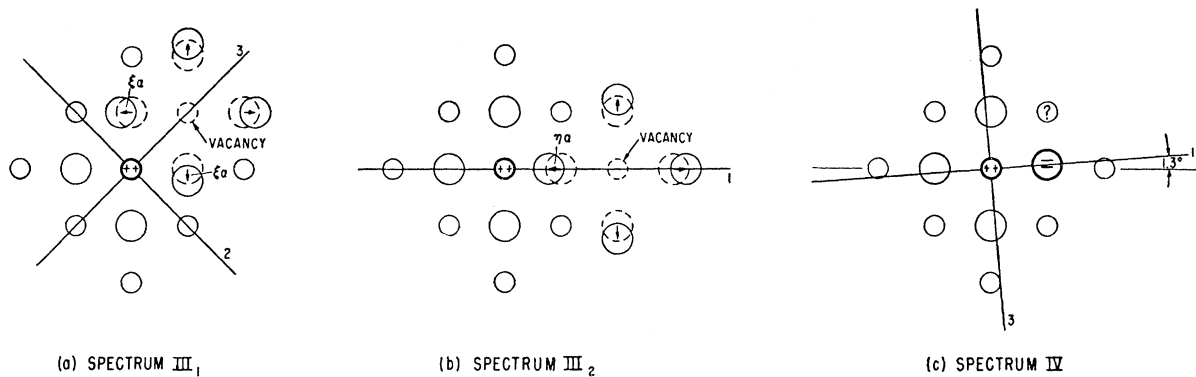 3
ξa
VACANCY
++
ξa
2
ηa
VACANCY
++
1
?
++
=
1
1.3°
3
(a) SPECTRUM III₁
(b) SPECTRUM III₂
(c) SPECTRUM IV